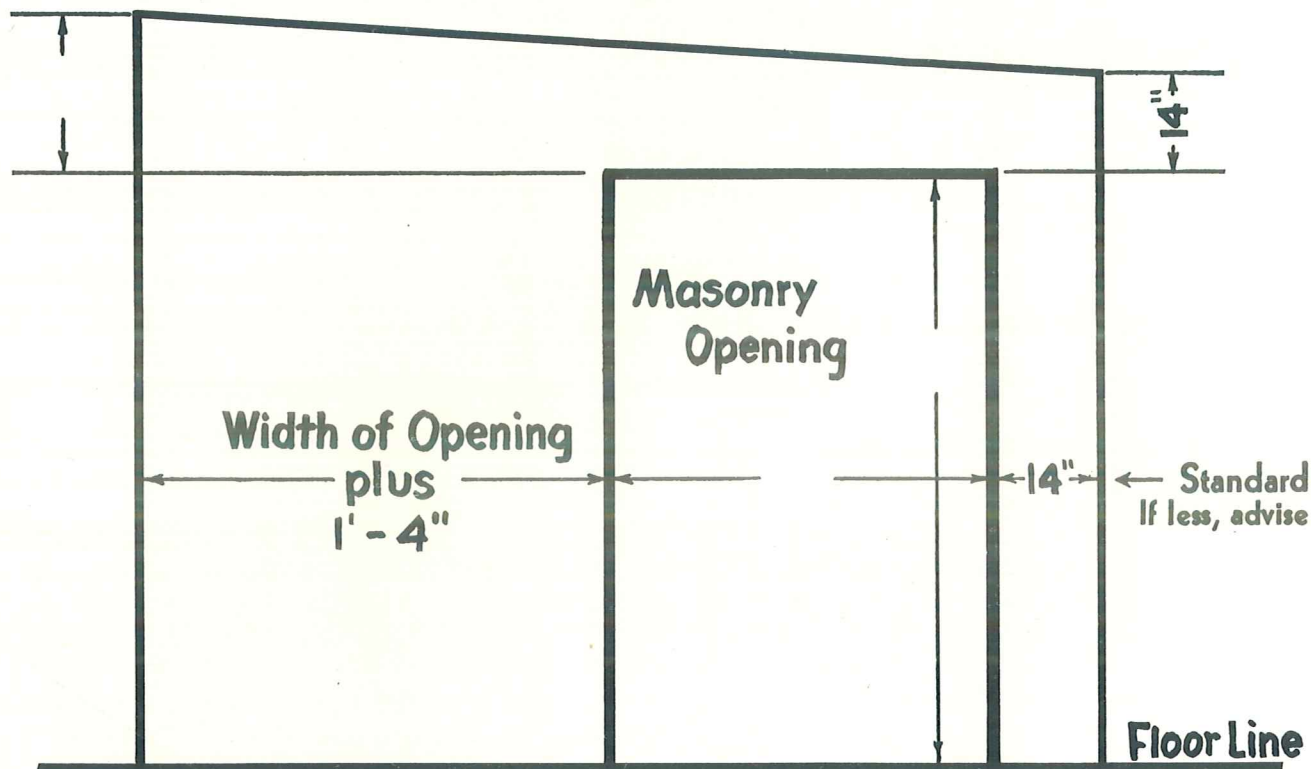 14"
Masonry
Opening
Width of Opening
plus
1' - 4"
14"
Standard
If less, advise
Floor Line